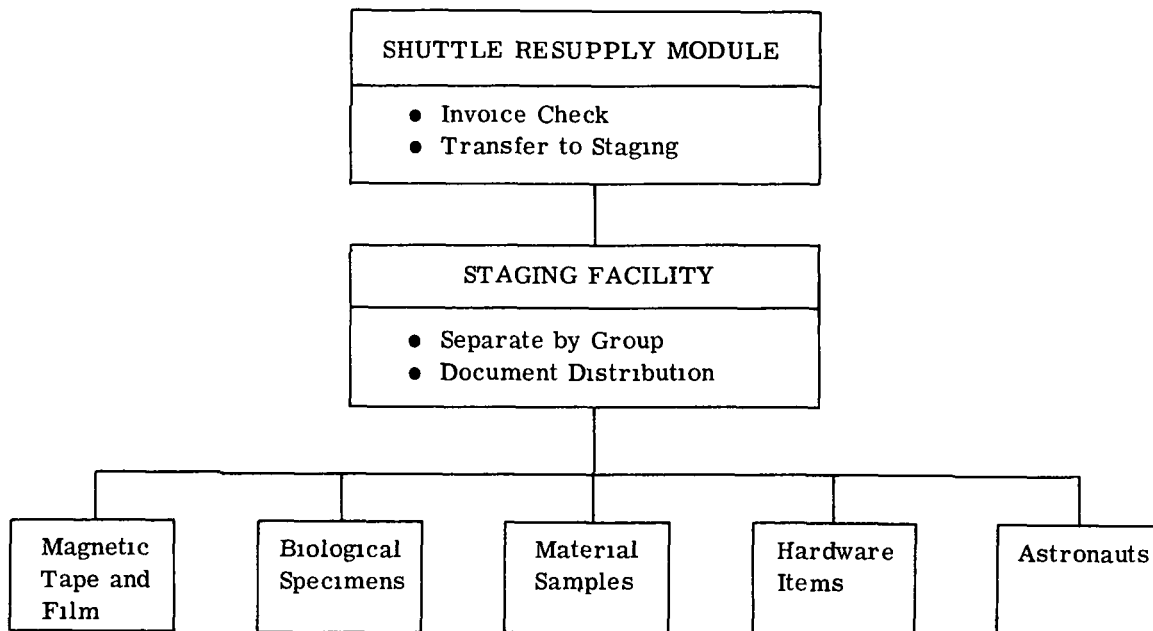 SHUTTLE RESUPPLY MODULE
● Invoice Check
● Transfer to Staging
STAGING FACILITY
● Separate by Group
● Document Distribution
Magnetic
Tape and
Film
Biological
Specimens
Material
Samples
Hardware
Items
Astronauts